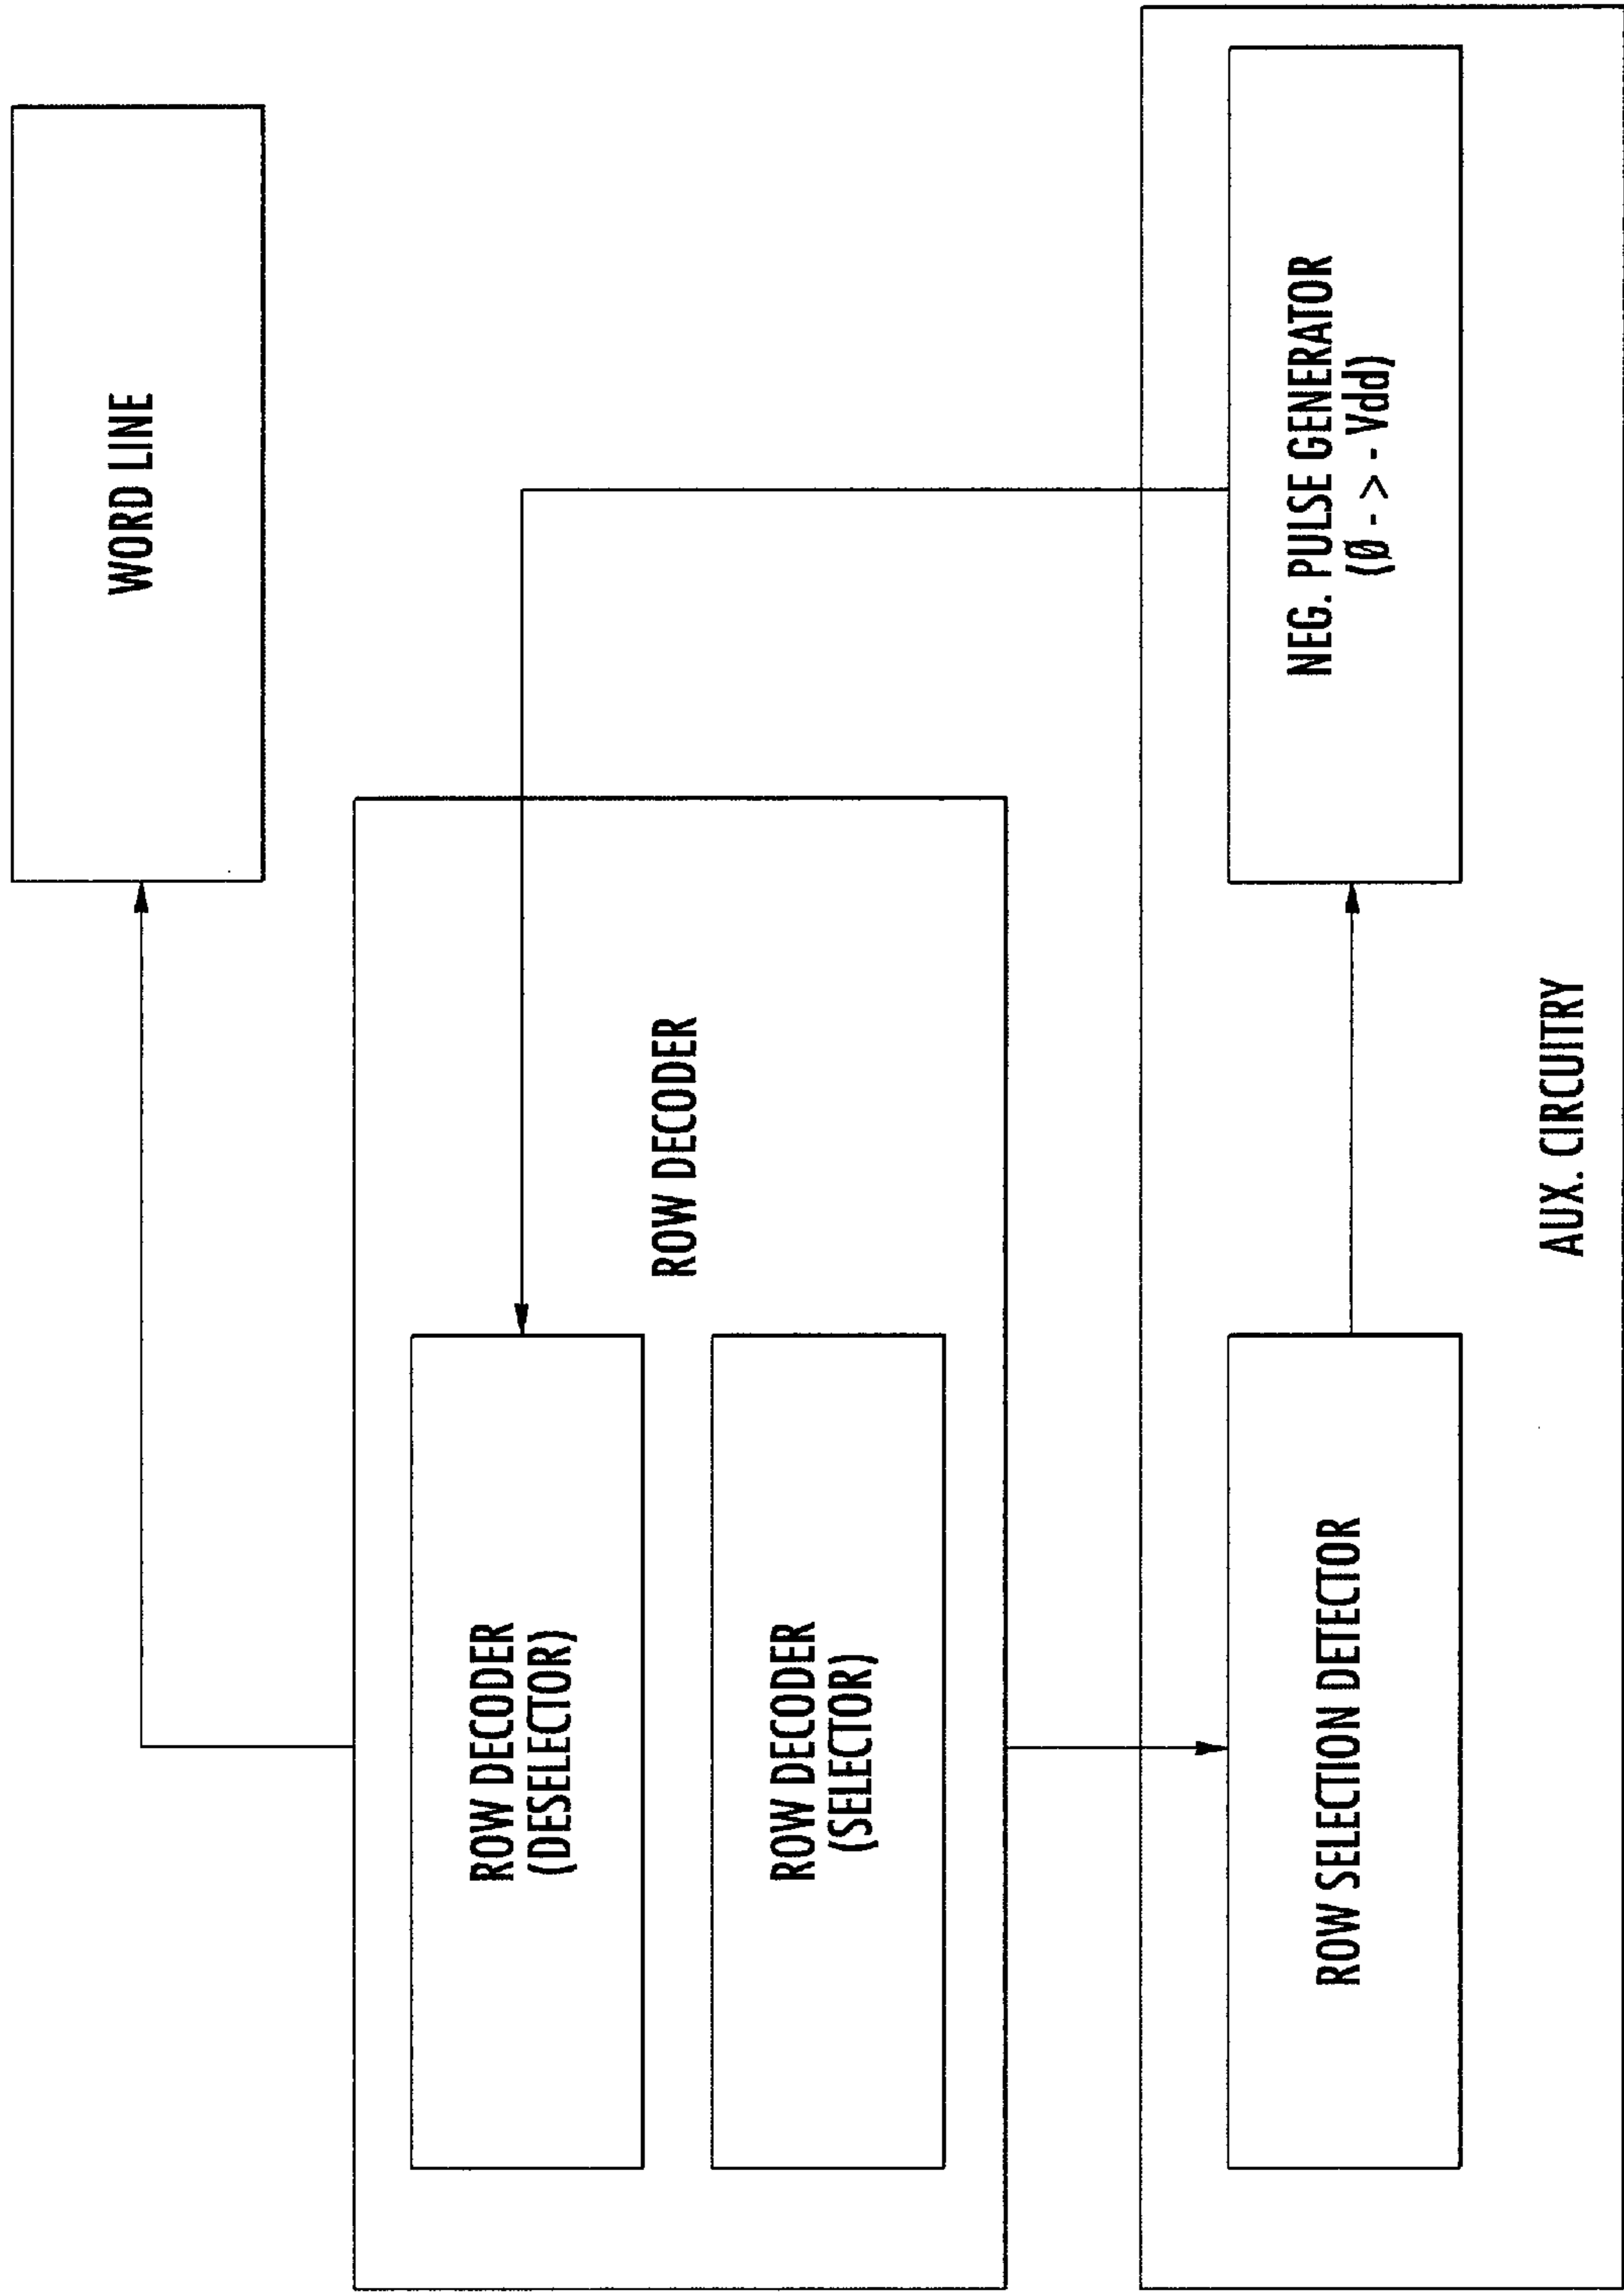 WORD LINE
ROW DECODER
(DESELECTOR)
ROW DECODER
(SELECTOR)
ROW DECODER
ROW SELECTION DETECTOR
NEG. PULSE GENERATOR
(Ø - > - Vdd)
AUX. CIRCUITRY